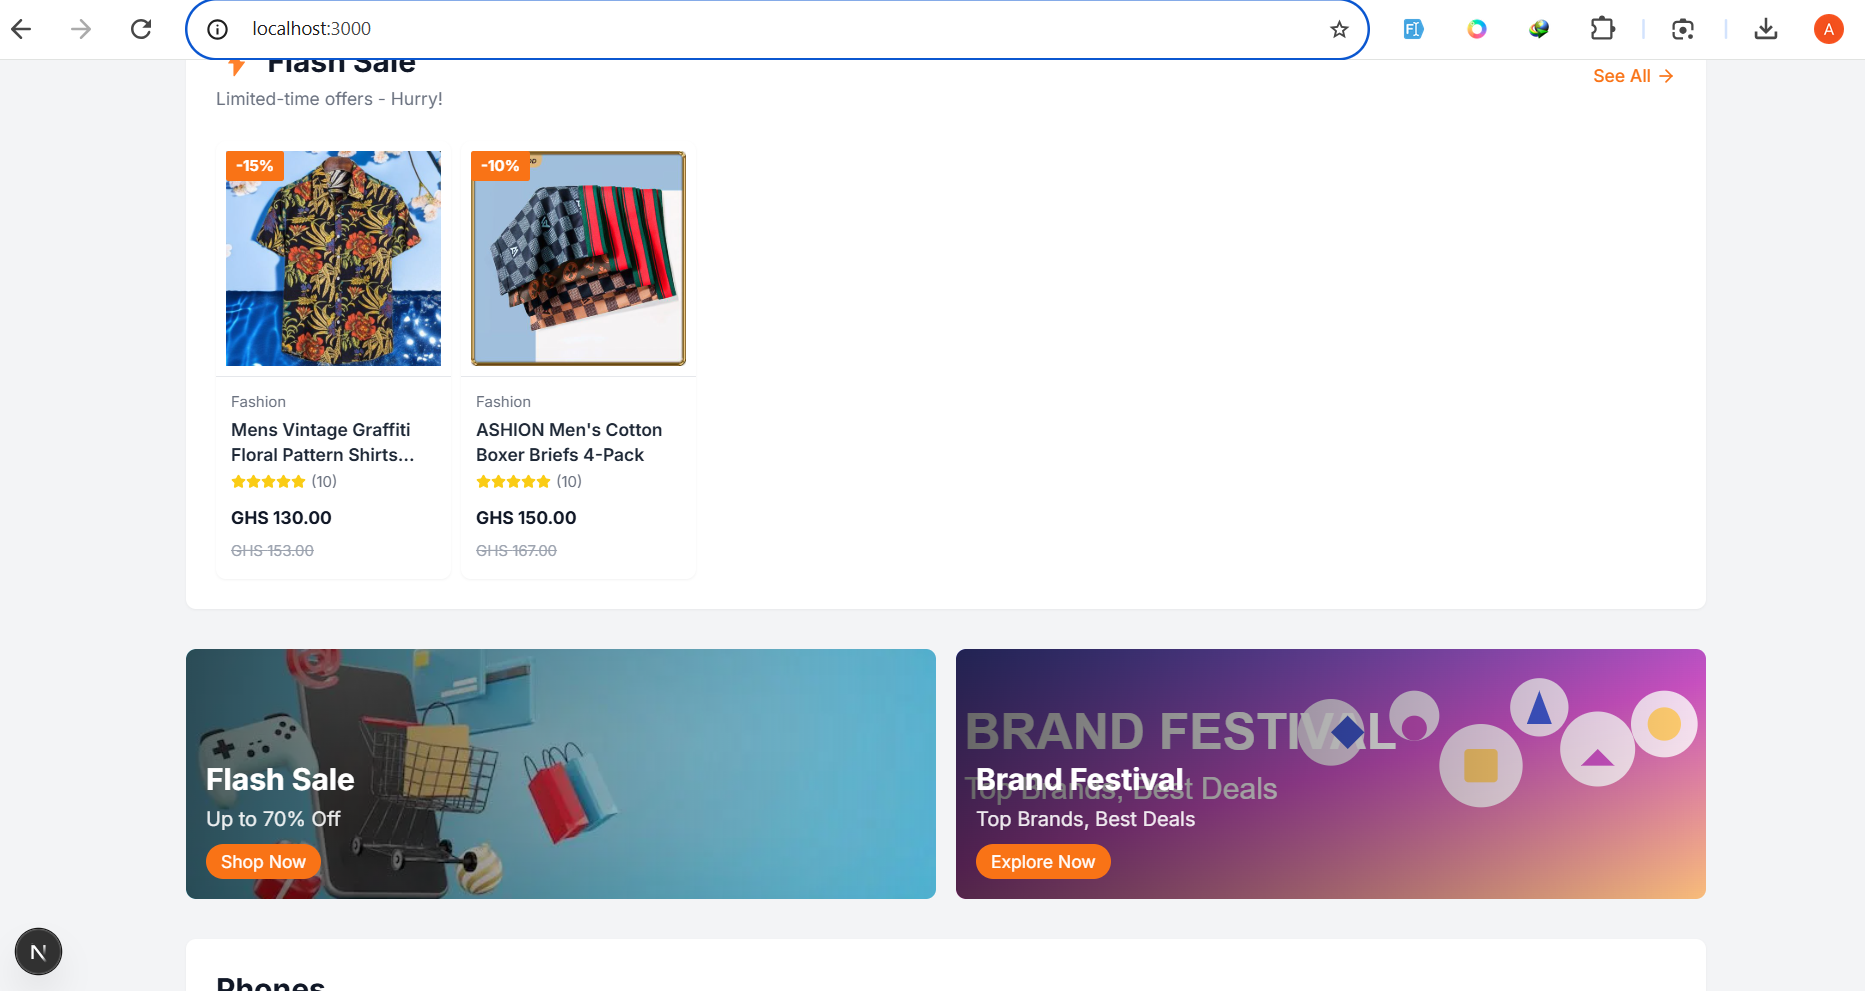 localhost:3000
A
Flash Sale
See All →
Limited-time offers - Hurry!
-15%
-10%
Fashion
Mens Vintage Graffiti
Floral Pattern Shirts...
(10)
GHS 130.00
GHS 153.00
Fashion
ASHION Men's Cotton
Boxer Briefs 4-Pack
(10)
GHS 150.00
GHS 167.00
Flash Sale
Up to 70% Off
Shop Now
BRAND FESTIVAL
Top Brands, Best Deals
Brand Festival
Top Brands, Best Deals
Explore Now
N
Phones